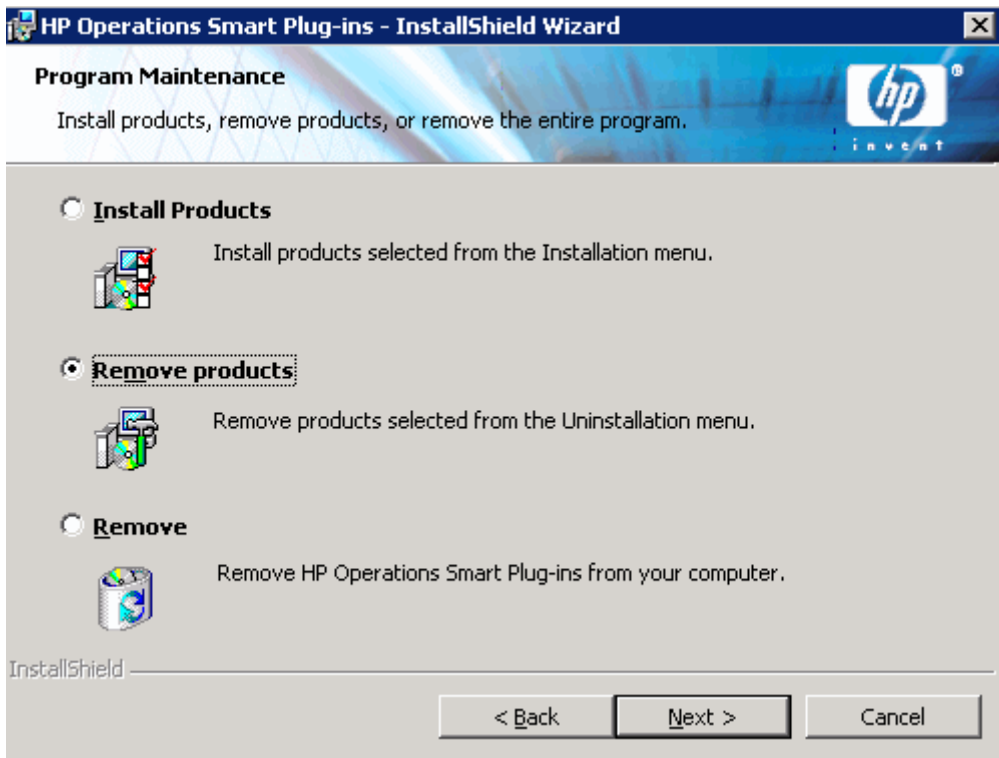 HP Operations Smart Plug-ins - InstallShield Wizard
Program Maintenance
Install products, remove products, or remove the entire program.
hp
®
invent
Install Products
Install products selected from the Installation menu.
Remove products
Remove products selected from the Uninstallation menu.
Remove
Remove HP Operations Smart Plug-ins from your computer.
InstallShield
< Back
Next >
Cancel